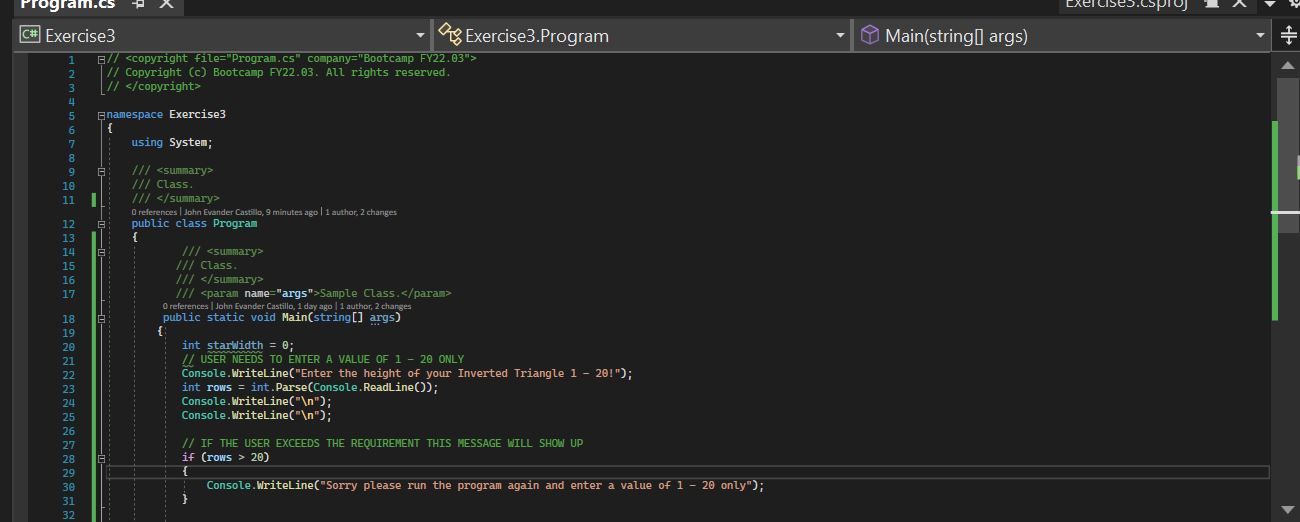 Program.cs
Exercise3.csproj
C# Exercise3
Exercise3.Program
Main(string[] args)
1 // <copyright file="Program.cs" company="Bootcamp FY22.03">
2 // Copyright (c) Bootcamp FY22.03. All rights reserved.
3 // </copyright>
4
5 namespace Exercise3
6 {
7 using System;
8
9 /// <summary>
10 /// Class.
11 /// </summary>
0 references | John Evander Castillo, 9 minutes ago | 1 author, 2 changes
12 public class Program
13 {
14 /// <summary>
15 /// Class.
16 /// </summary>
17 /// <param name="args">Sample Class.</param>
0 references | John Evander Castillo, 1 day ago | 1 author, 2 changes
18 public static void Main(string[] args)
19 {
20 int starWidth = 0;
21 // USER NEEDS TO ENTER A VALUE OF 1 - 20 ONLY
22 Console.WriteLine("Enter the height of your Inverted Triangle 1 - 20!");
23 int rows = int.Parse(Console.ReadLine());
24 Console.WriteLine("\n");
25 Console.WriteLine("\n");
26
27 // IF THE USER EXCEEDS THE REQUIREMENT THIS MESSAGE WILL SHOW UP
28 if (rows > 20)
29 {
30 Console.WriteLine("Sorry please run the program again and enter a value of 1 - 20 only");
31 }
32